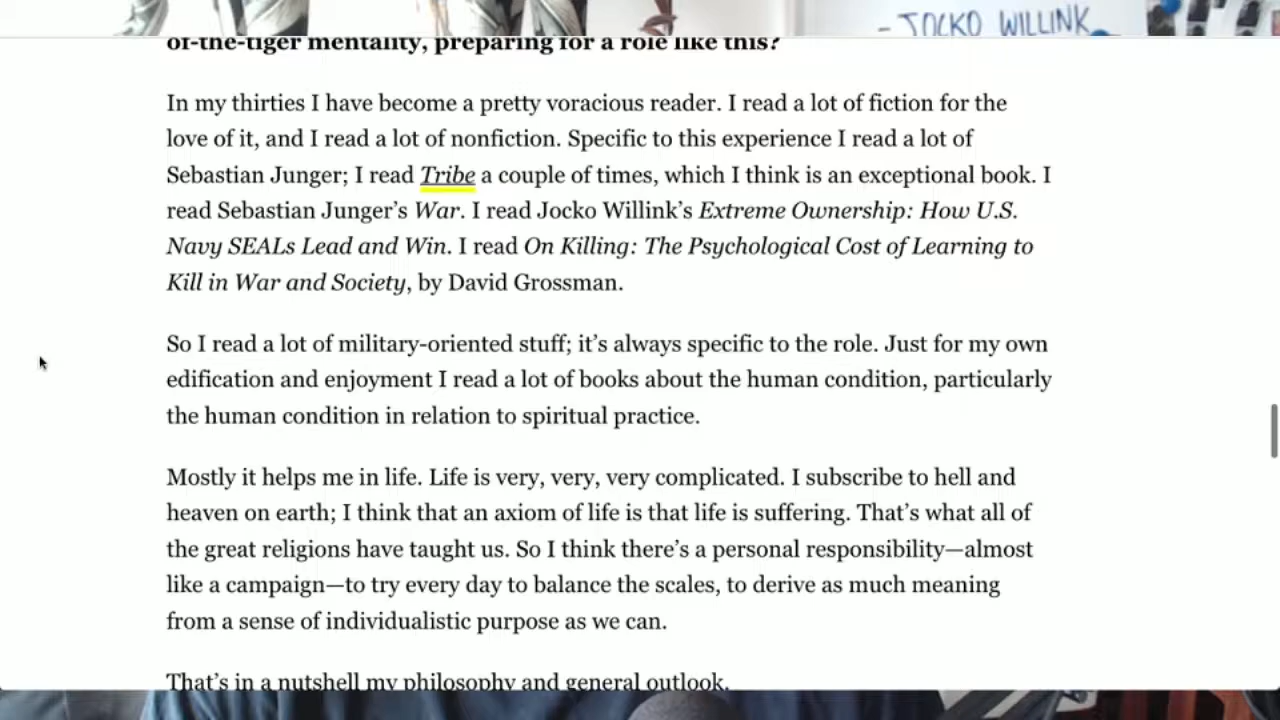 - JOCKO WILLINK
of-the-tiger mentality, preparing for a role like this?
In my thirties I have become a pretty voracious reader. I read a lot of fiction for the
love of it, and I read a lot of nonfiction. Specific to this experience I read a lot of
Sebastian Junger; I read Tribe a couple of times, which I think is an exceptional book. I
read Sebastian Junger’s War. I read Jocko Willink’s Extreme Ownership: How U.S.
Navy SEALs Lead and Win. I read On Killing: The Psychological Cost of Learning to
Kill in War and Society, by David Grossman.
So I read a lot of military-oriented stuff; it’s always specific to the role. Just for my own
edification and enjoyment I read a lot of books about the human condition, particularly
the human condition in relation to spiritual practice.
Mostly it helps me in life. Life is very, very, very complicated. I subscribe to hell and
heaven on earth; I think that an axiom of life is that life is suffering. That’s what all of
the great religions have taught us. So I think there’s a personal responsibility—almost
like a campaign—to try every day to balance the scales, to derive as much meaning
from a sense of individualistic purpose as we can.
That’s in a nutshell my philosophy and general outlook.